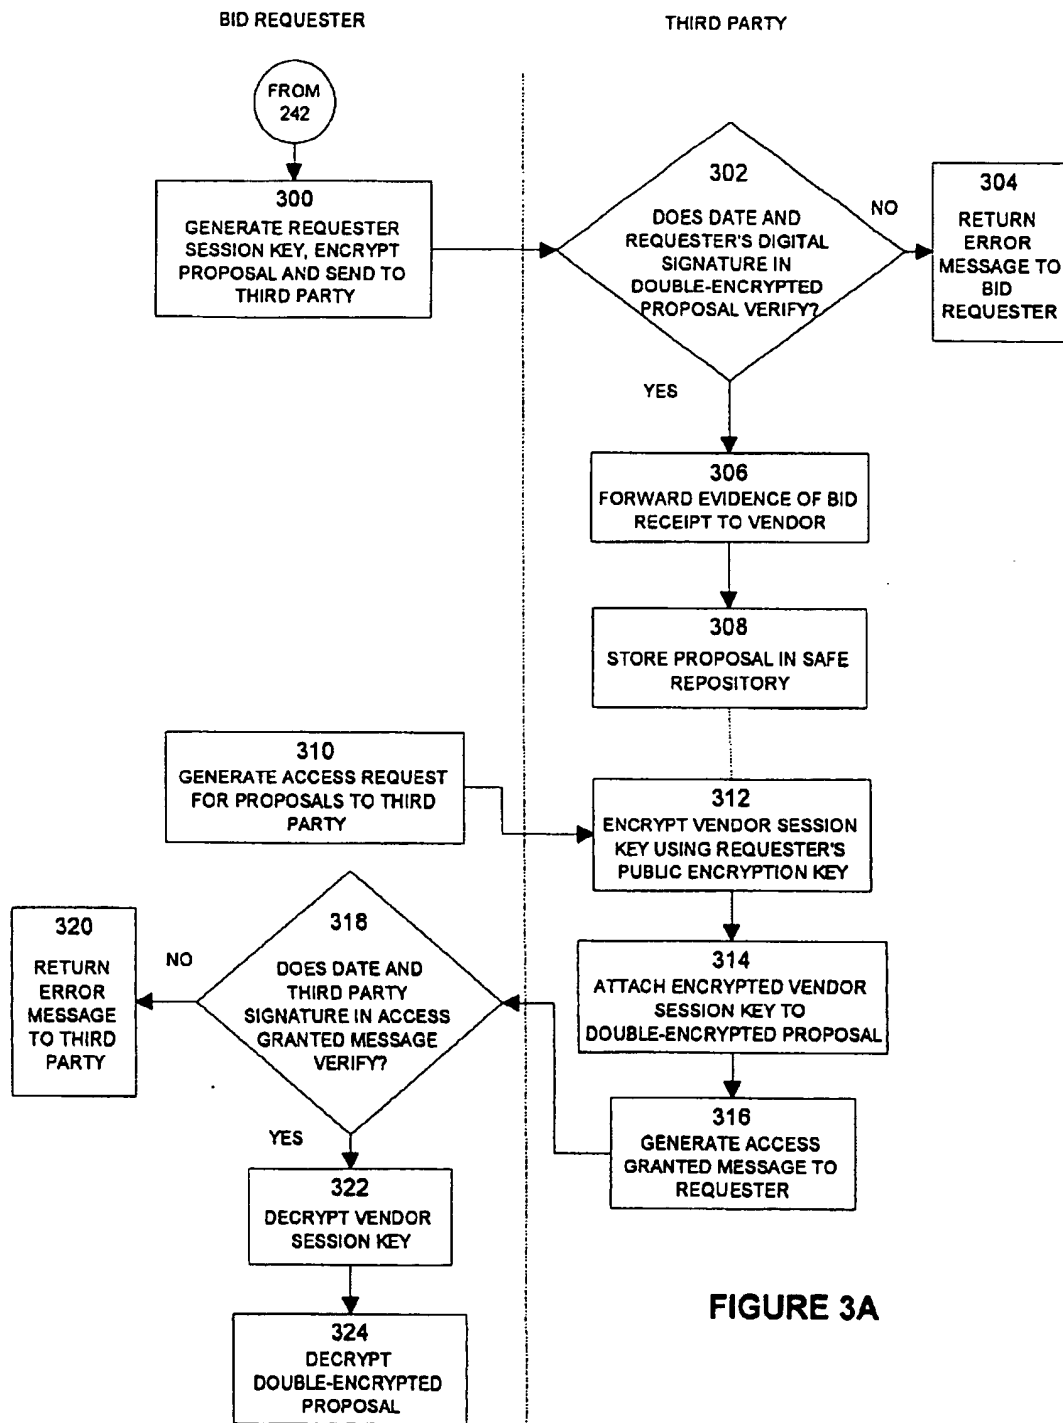 BID REQUESTER
THIRD PARTY
FROM
242
300
GENERATE REQUESTER
SESSION KEY, ENCRYPT
PROPOSAL AND SEND TO
THIRD PARTY
302
DOES DATE AND
REQUESTER'S DIGITAL
SIGNATURE IN
DOUBLE-ENCRYPTED
PROPOSAL VERIFY?
NO
304
RETURN
ERROR
MESSAGE TO
BID
REQUESTER
YES
306
FORWARD EVIDENCE OF BID
RECEIPT TO VENDOR
308
STORE PROPOSAL IN SAFE
REPOSITORY
310
GENERATE ACCESS REQUEST
FOR PROPOSALS TO THIRD
PARTY
312
ENCRYPT VENDOR SESSION
KEY USING REQUESTER'S
PUBLIC ENCRYPTION KEY
314
ATTACH ENCRYPTED VENDOR
SESSION KEY TO
DOUBLE-ENCRYPTED PROPOSAL
316
GENERATE ACCESS
GRANTED MESSAGE TO
REQUESTER
318
DOES DATE AND
THIRD PARTY
SIGNATURE IN ACCESS
GRANTED MESSAGE
VERIFY?
NO
320
RETURN
ERROR
MESSAGE
TO THIRD
PARTY
YES
322
DECRYPT VENDOR
SESSION KEY
324
DECRYPT
DOUBLE-ENCRYPTED
PROPOSAL
FIGURE 3A